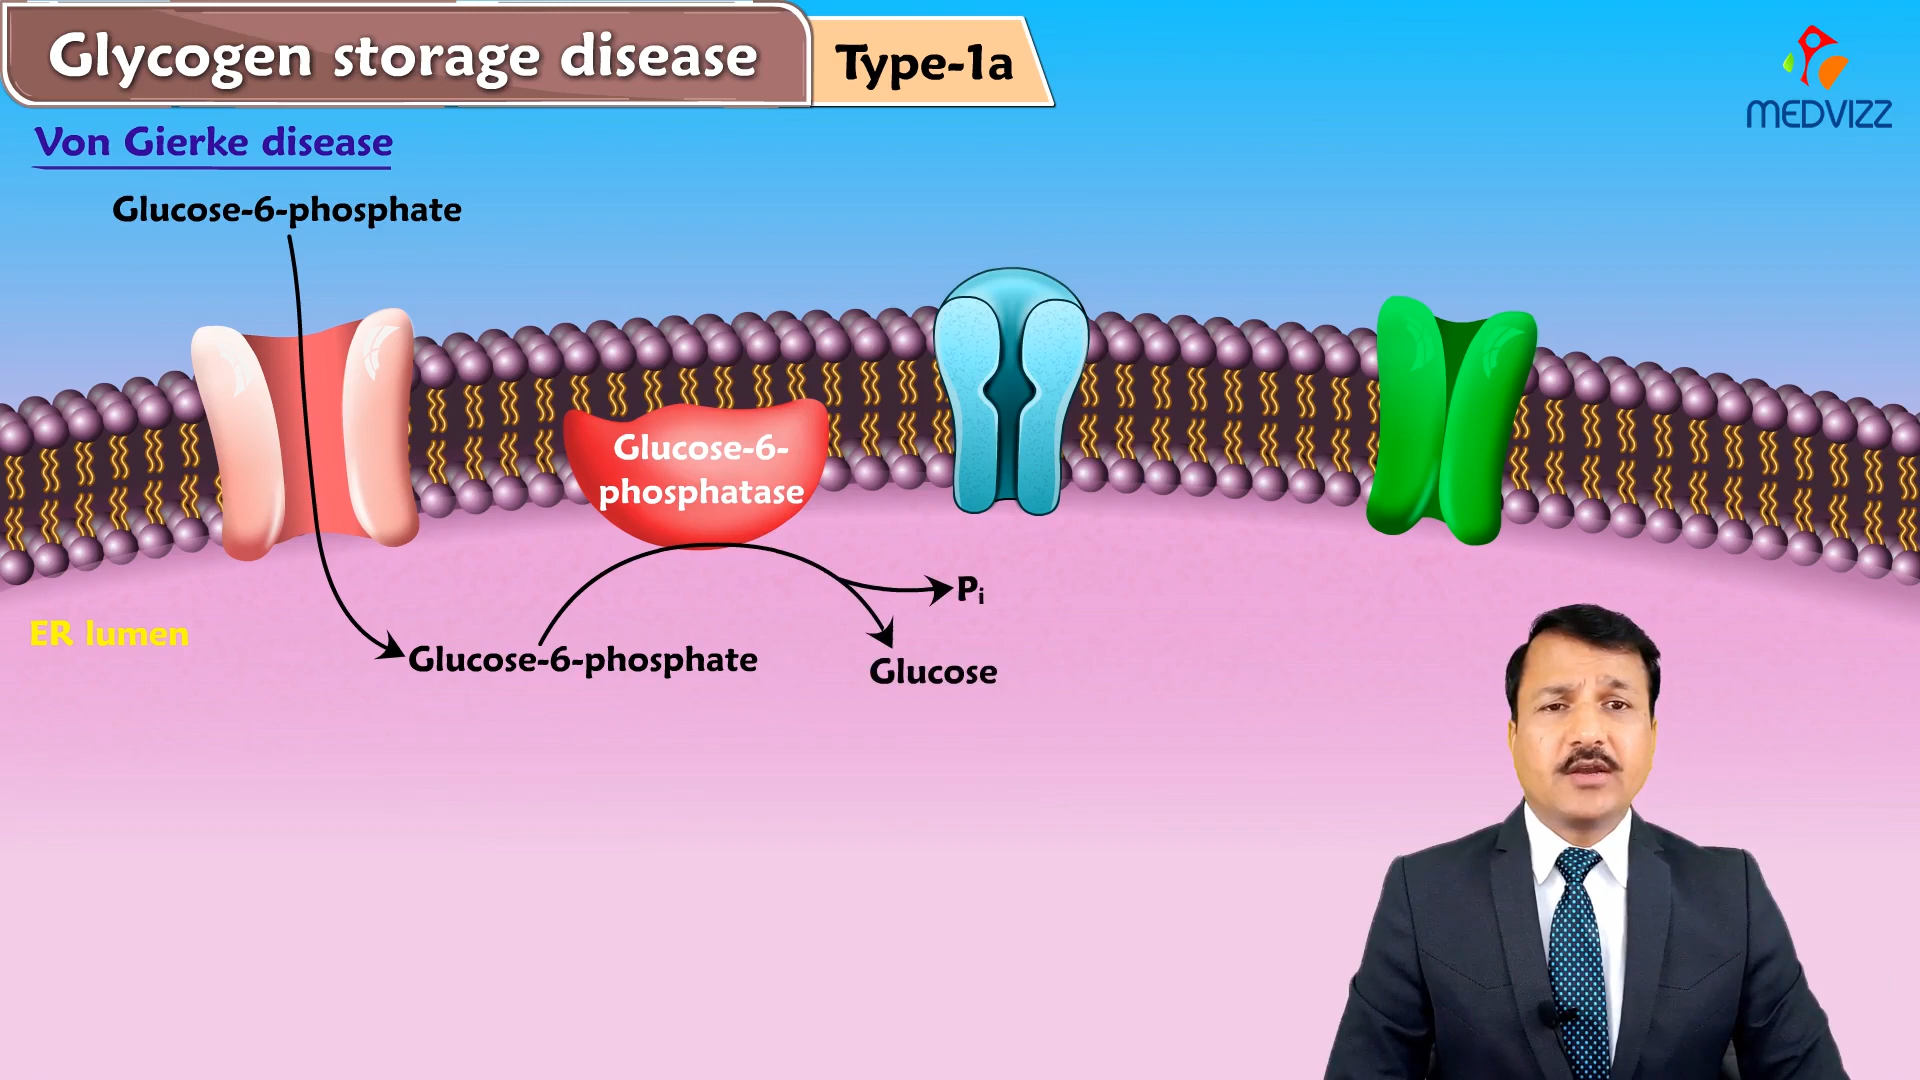 Glycogen storage disease
Type-1a
MEDVIZZ
Von Gierke disease
Glucose-6-phosphate
Glucose-6-
phosphatase
Pi
ER lumen
Glucose-6-phosphate
Glucose